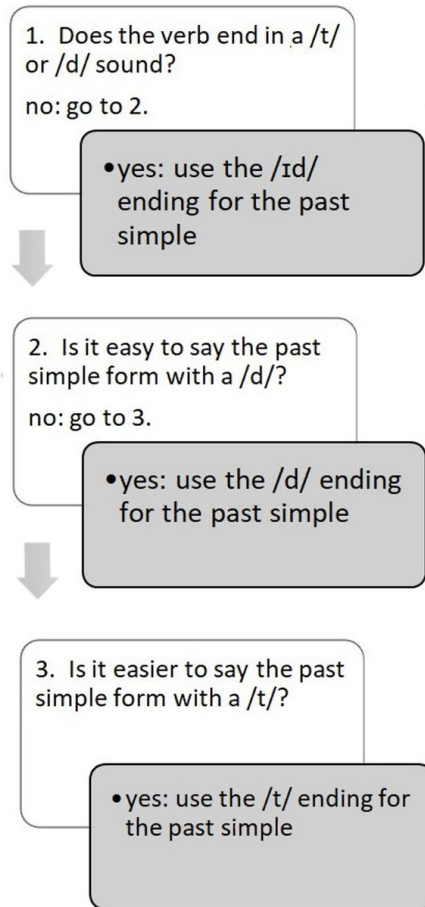 1. Does the verb end in a /t/
or /d/ sound?
no: go to 2.
•yes: use the /ɪd/
ending for the past
simple
2. Is it easy to say the past
simple form with a /d/?
no: go to 3.
•yes: use the /d/ ending
for the past simple
3. Is it easier to say the past
simple form with a /t/?
•yes: use the /t/ ending for
the past simple